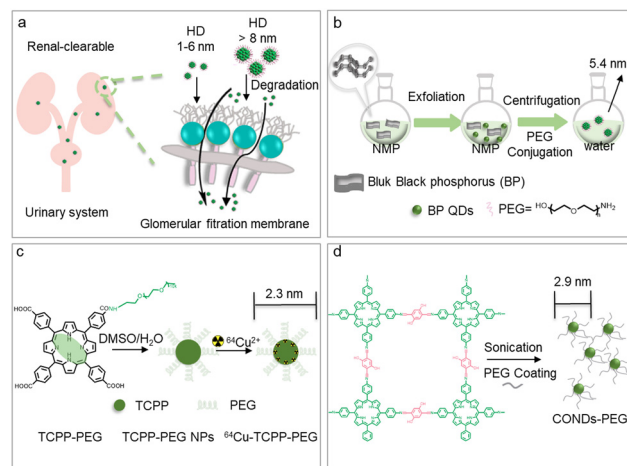 a
Renal-clearable
HD
1-6 nm
HD
> 8 nm
Degradation
Urinary system
Glomerular fitration membrane
b
5.4 nm
Exfoliation
Centrifugation
PEG
Conjugation
NMP
NMP
water
Bluk Black phosphorus (BP)
BP QDs
PEG=
HO
O
n
NH2
c
2.3 nm
HOOC
CONH
O
O
DMSO/H2O
64Cu2+
HOOC
COOH
TCPP
PEG
TCPP-PEG
TCPP-PEG NPs
64Cu-TCPP-PEG
d
2.9 nm
Sonication
PEG Coating
CONDs-PEG